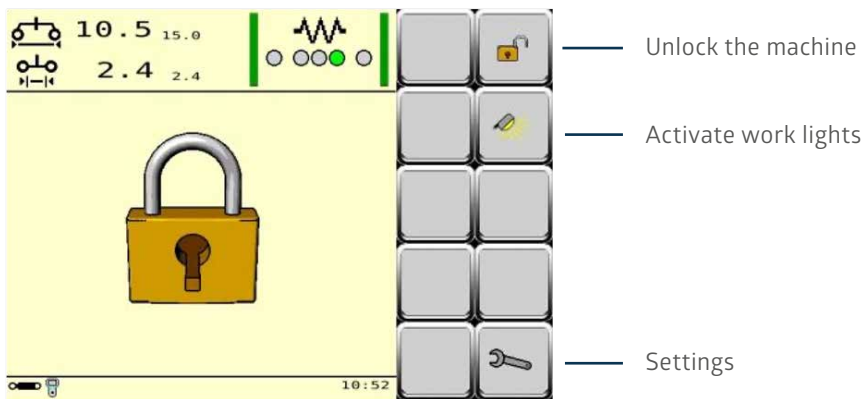 10.5 15.0
2.4 2.4
Unlock the machine
Activate work lights
Settings
10:52